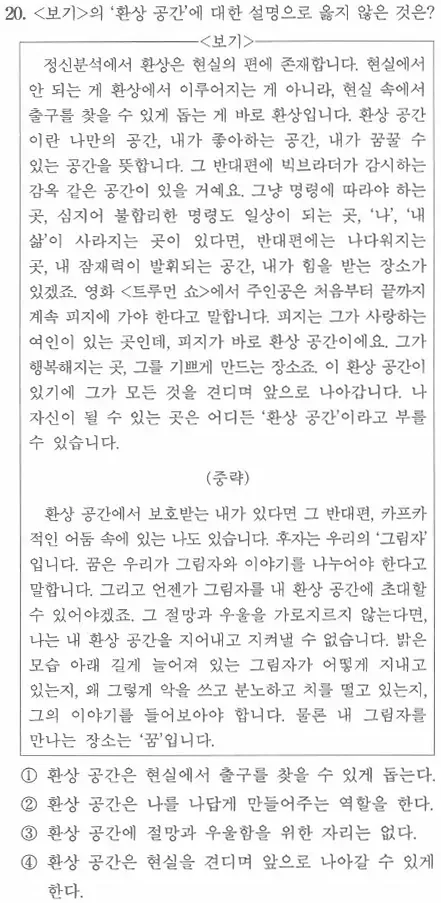 20. <보기>의 '환상 공간'에 대한 설명으로 옳지 않은 것은?
<보기>
정신분석에서 환상은 현실의 편에 존재합니다. 현실에서
안 되는 게 환상에서 이루어지는 게 아니라, 현실 속에서
출구를 찾을 수 있게 돕는 게 바로 환상입니다. 환상 공간
이란 나만의 공간, 내가 좋아하는 공간, 내가 꿈꿀 수
있는 공간을 뜻합니다. 그 반대편에 빅브라더가 감시하는
감옥 같은 공간이 있을 거예요. 그냥 명령에 따라야 하는
곳, 심지어 불합리한 명령도 일상이 되는 곳, '나', '내
삶'이 사라지는 곳이 있다면, 반대편에는 나다워지는
곳, 내 잠재력이 발휘되는 공간, 내가 힘을 받는 장소가
있겠죠. 영화 <트루먼 쇼>에서 주인공은 처음부터 끝까지
계속 피지에 가야 한다고 말합니다. 피지는 그가 사랑하는
여인이 있는 곳인데, 피지가 바로 환상 공간이에요. 그가
행복해지는 곳, 그를 기쁘게 만드는 장소죠. 이 환상 공간이
있기에 그가 모든 것을 견디며 앞으로 나아갑니다. 나
자신이 될 수 있는 곳은 어디든 '환상 공간'이라고 부를
수 있습니다.
(중략)
환상 공간에서 보호받는 내가 있다면 그 반대편, 카프카
적인 어둠 속에 있는 나도 있습니다. 후자는 우리의 '그림자'
입니다. 꿈은 우리가 그림자와 이야기를 나누어야 한다고
말합니다. 그리고 언젠가 그림자를 내 환상 공간에 초대할
수 있어야겠죠. 그 절망과 우울을 가로지르지 않는다면,
나는 내 환상 공간을 지어내고 지켜낼 수 없습니다. 밝은
모습 아래 길게 늘어져 있는 그림자가 어떻게 지내고
있는지, 왜 그렇게 악을 쓰고 분노하고 치를 떨고 있는지,
그의 이야기를 들어보아야 합니다. 물론 내 그림자를
만나는 장소는 '꿈'입니다.
① 환상 공간은 현실에서 출구를 찾을 수 있게 돕는다.
② 환상 공간은 나를 나답게 만들어주는 역할을 한다.
③ 환상 공간에 절망과 우울함을 위한 자리는 없다.
④ 환상 공간은 현실을 견디며 앞으로 나아갈 수 있게
한다.